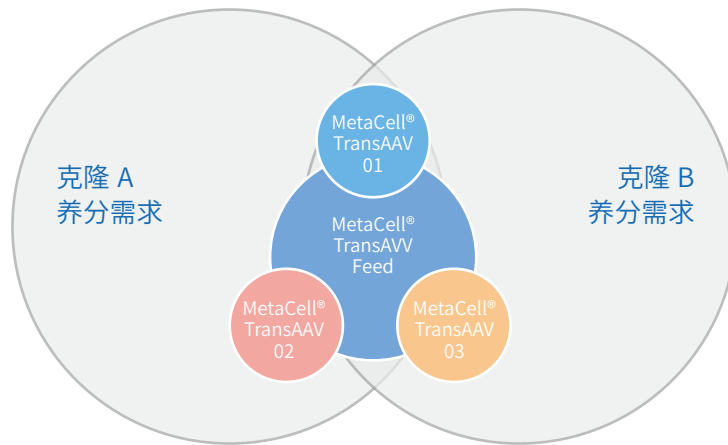 MetaCell®
TransAAV
01
克隆 A
养分需求
克隆 B
养分需求
MetaCell®
TransAVV
Feed
MetaCell®
TransAAV
02
MetaCell®
TransAAV
03